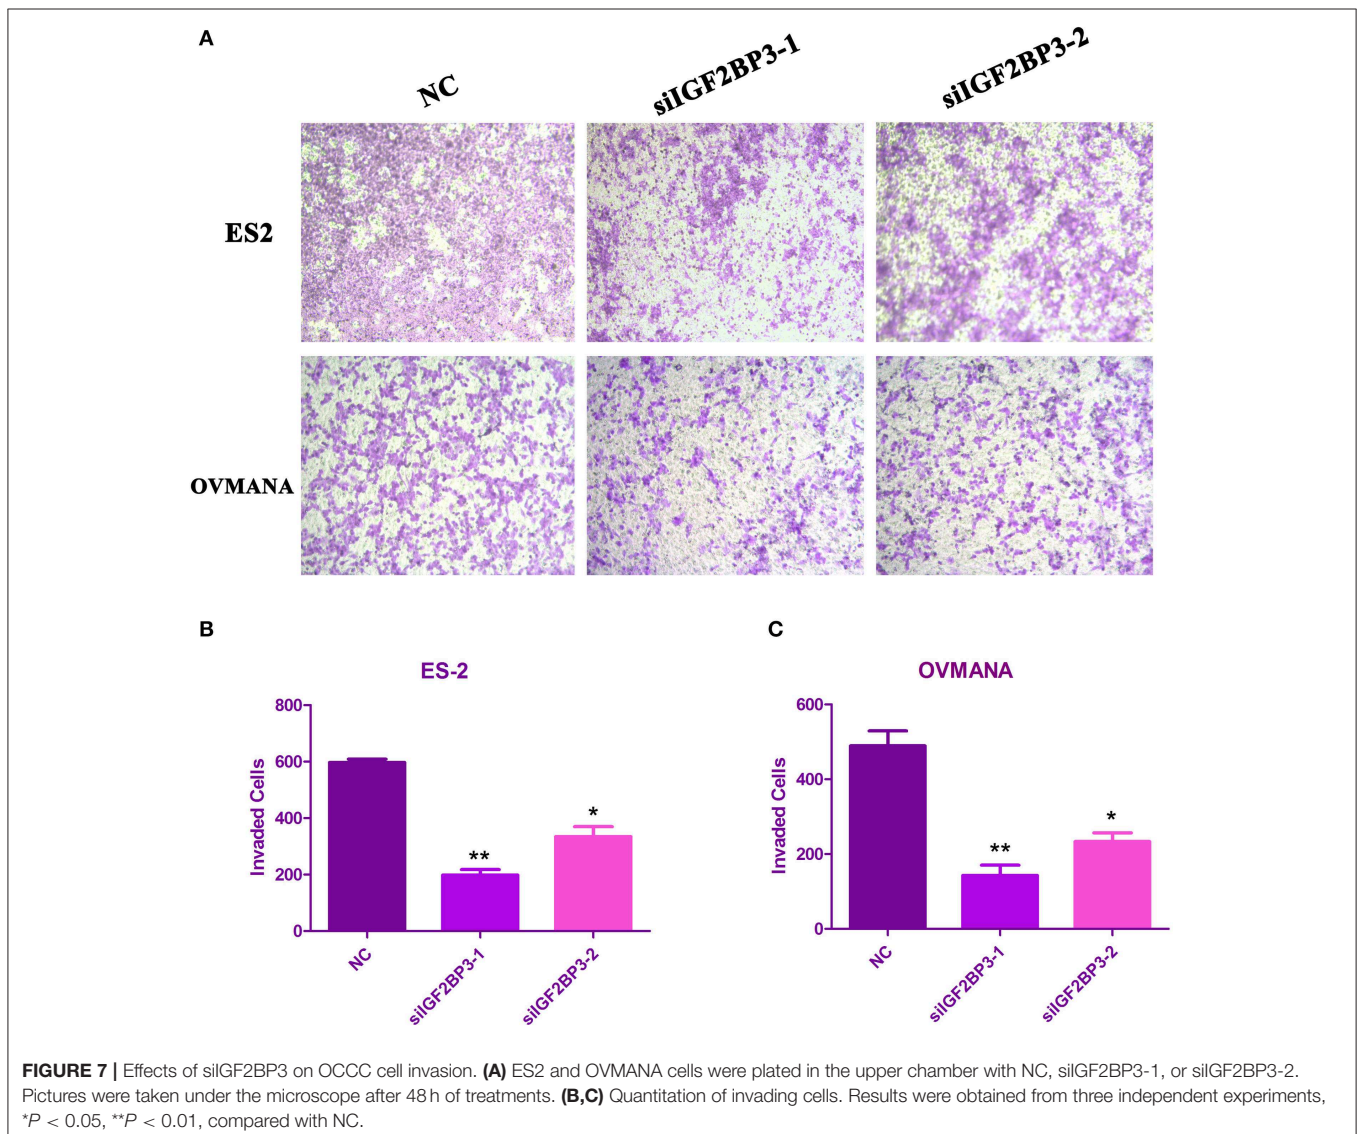 A
NC
siIGF2BP3-1
siIGF2BP3-2
ES2
OVMANA
B
ES-2
800
600
400
200
0
Invaded Cells
**
*
NC
siIGF2BP3-1
siIGF2BP3-2
C
OVMANA
600
400
200
0
Invaded Cells
**
*
NC
siIGF2BP3-1
siIGF2BP3-2
FIGURE 7 | Effects of siIGF2BP3 on OCCC cell invasion. (A) ES2 and OVMANA cells were plated in the upper chamber with NC, siIGF2BP3-1, or siIGF2BP3-2.
Pictures were taken under the microscope after 48 h of treatments. (B,C) Quantitation of invading cells. Results were obtained from three independent experiments,
*P < 0.05, **P < 0.01, compared with NC.